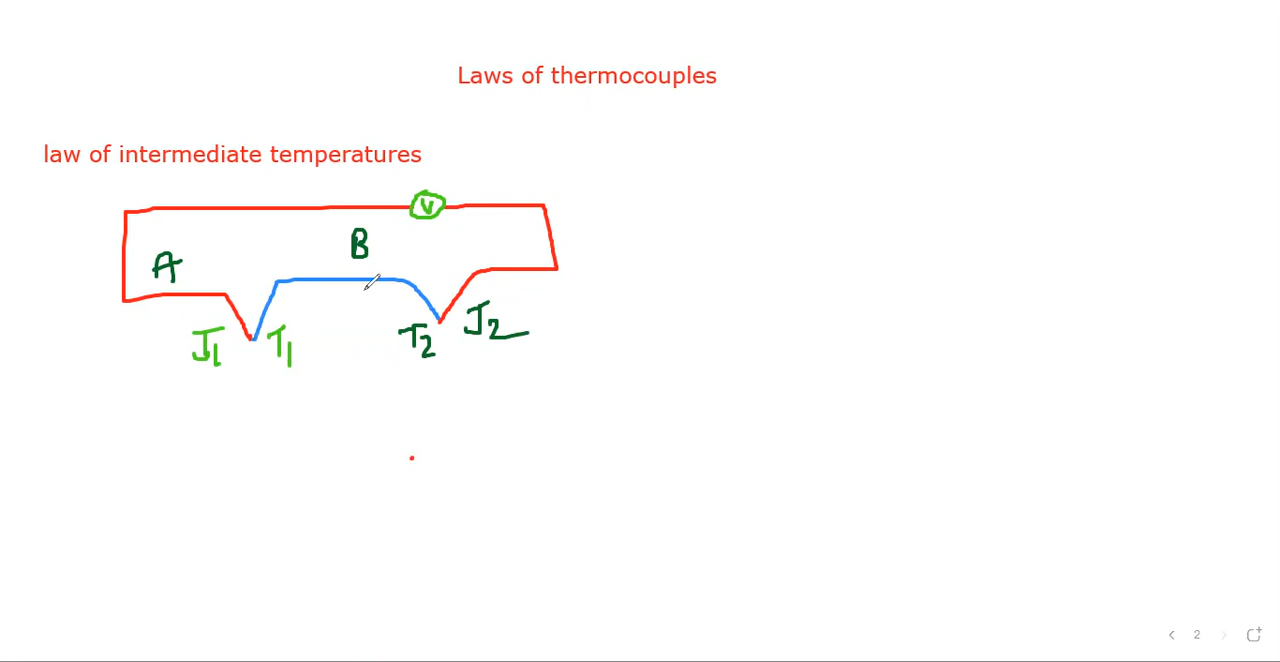 Laws of thermocouples
law of intermediate temperatures
V
B
A
J1 T1
T2 J2
2